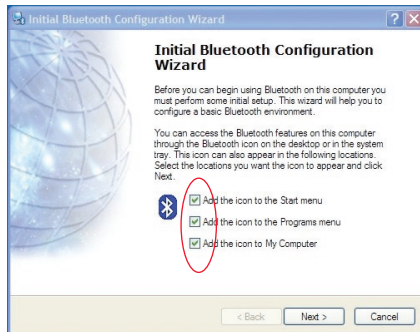 Initial Bluetooth Configuration Wizard
Initial Bluetooth Configuration
Wizard
Before you can begin using Bluetooth on this computer you
must perform some initial setup. This wizard will help you to
configure a basic Bluetooth environment.
You can access the Bluetooth features on this computer
through the Bluetooth icon on the desktop or in the system
tray. This icon can also appear in the following locations.
Select the locations you want the icon to appear and click
Next.
Add the icon to the Start menu
Add the icon to the Programs menu
Add the icon to My Computer
< Back Next > Cancel